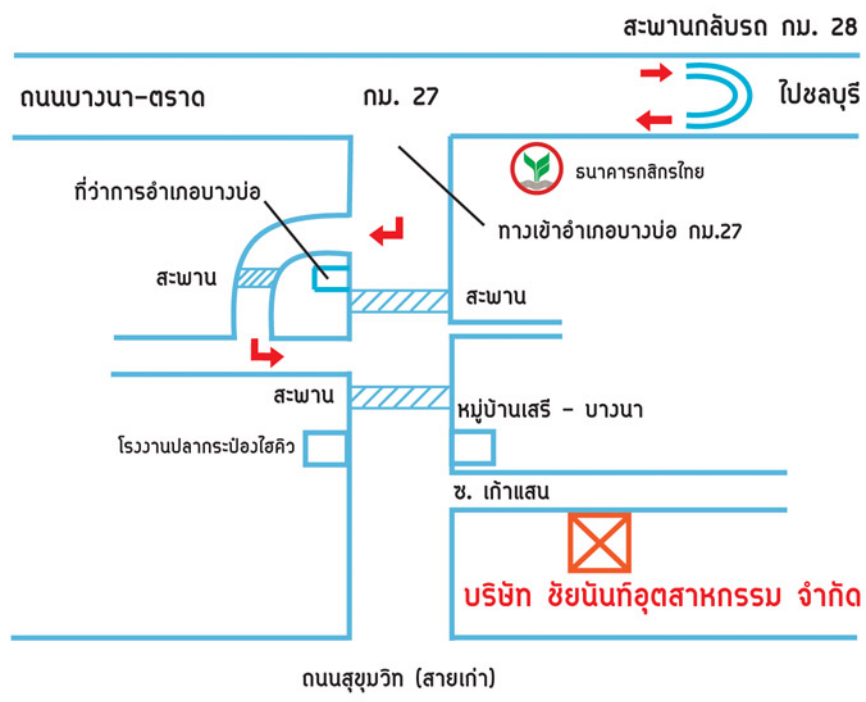 สะพานกลับรถ กม. 28
ถนนบางนา-ตราด
กม. 27
ไปชลบุรี
ธนาคารกสิกรไทย
ที่ว่าการอำเภอบางบ่อ
ทางเข้าอำเภอบางบ่อ กม.27
สะพาน
สะพาน
สะพาน
หมู่บ้านเสรี - บางนา
โรงงานปลากระป๋องไฮคิว
ซ. เก้าแสน
บริษัท ชัยนันท์อุตสาหกรรม จำกัด
ถนนสุขุมวิท (สายเก่า)